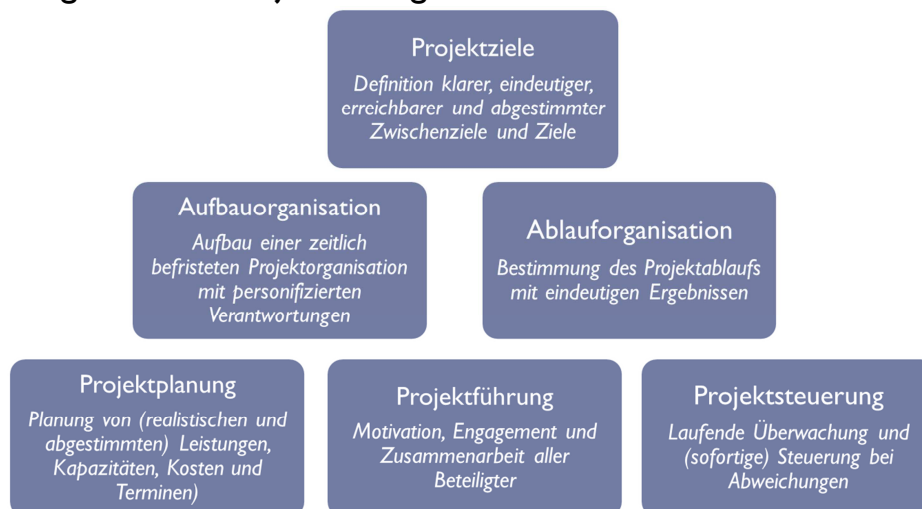 Projektziele
Definition klarer, eindeutiger,
erreichbarer und abgestimmter
Zwischenziele und Ziele
Aufbauorganisation
Aufbau einer zeitlich
befristeten Projektorganisation
mit personifizierten
Verantwortungen
Ablauforganisation
Bestimmung des Projektablaufs
mit eindeutigen Ergebnissen
Projektplanung
Planung von (realistischen und
abgestimmten) Leistungen,
Kapazitäten, Kosten und
Terminen)
Projektführung
Motivation, Engagement und
Zusammenarbeit aller
Beteiligter
Projektsteuerung
Laufende Überwachung und
(sofortige) Steuerung bei
Abweichungen